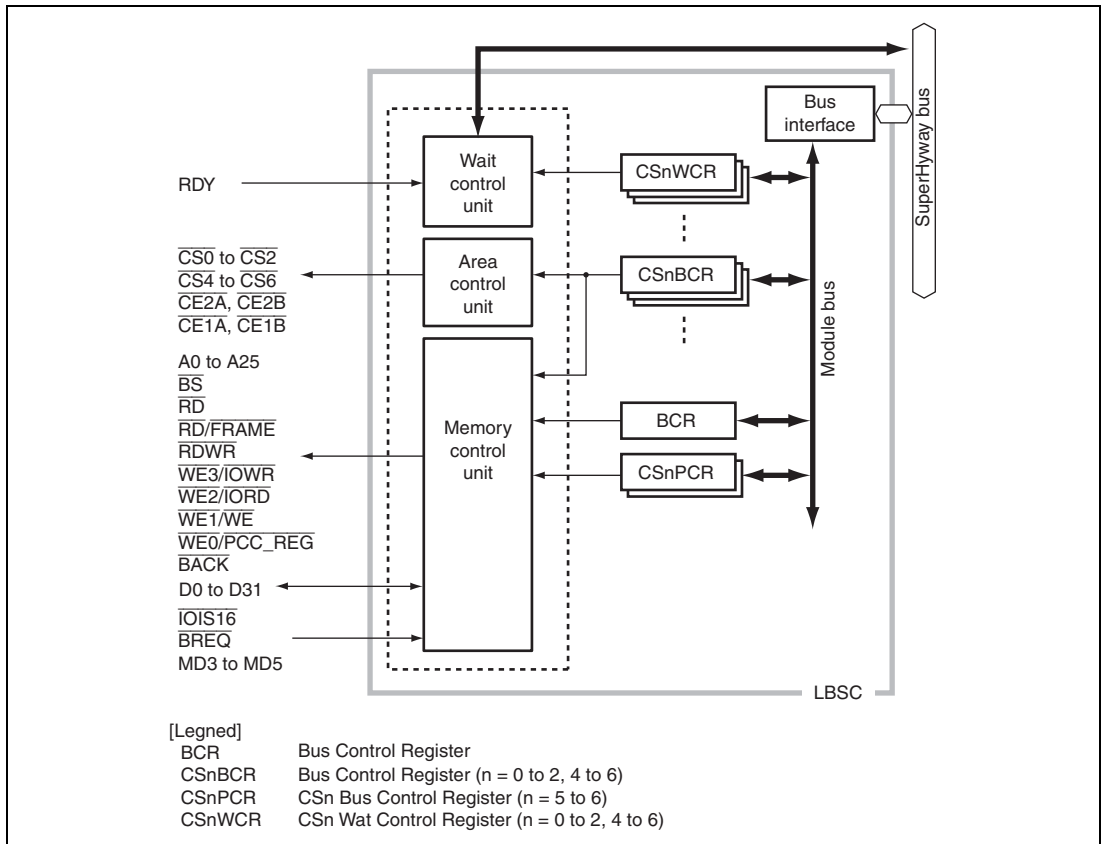 SuperHyway bus
Bus
interface
Wait
control
unit
CSnWCR
RDY
CS0 to CS2
CS4 to CS6
CE2A, CE2B
CE1A, CE1B
Area
control
unit
CSnBCR
Module bus
A0 to A25
BS
RD
RD/FRAME
RDWR
WE3/IOWR
WE2/IORD
WE1/WE
WE0/PCC_REG
BACK
D0 to D31
IOIS16
BREQ
MD3 to MD5
Memory
control
unit
BCR
CSnPCR
LBSC
[Legned]
BCR Bus Control Register
CSnBCR Bus Control Register (n = 0 to 2, 4 to 6)
CSnPCR CSn Bus Control Register (n = 5 to 6)
CSnWCR CSn Wat Control Register (n = 0 to 2, 4 to 6)